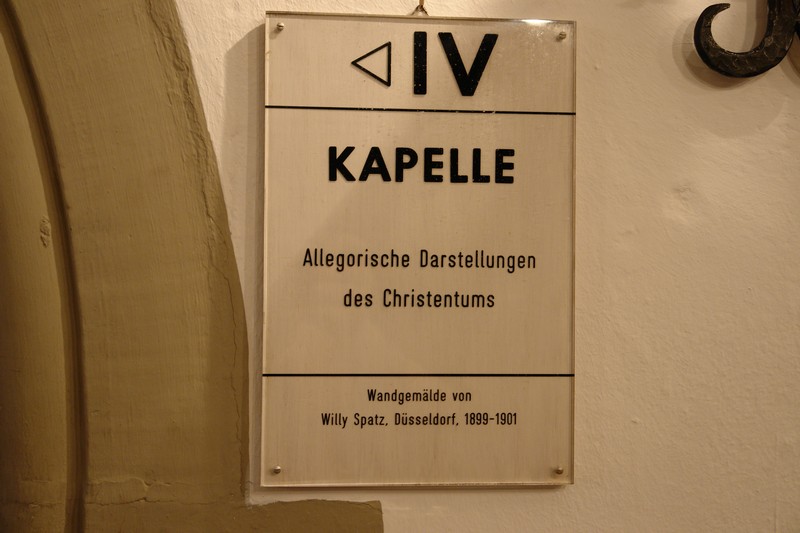 ◁ IV
KAPELLE
Allegorische Darstellungen
des Christentums
Wandgemälde von
Willy Spatz, Düsseldorf, 1899-1901